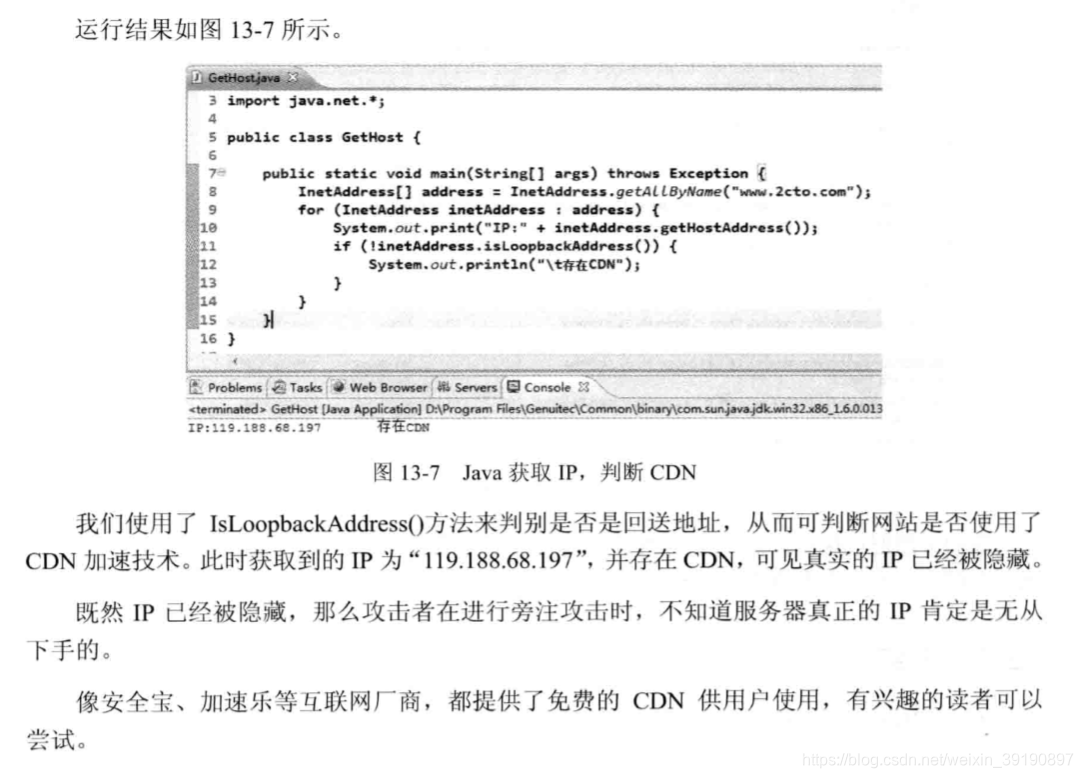 运行结果如图 13-7 所示。
GetHost.java
3 import java.net.*;
4
5 public class GetHost {
6
7 public static void main(String[] args) throws Exception {
8 InetAddress[] address = InetAddress.getAllByName("www.2cto.com");
9 for (InetAddress inetAddress : address) {
10 System.out.print("IP:" + inetAddress.getHostAddress());
11 if (!inetAddress.isLoopbackAddress()) {
12 System.out.println("\t存在CDN");
13 }
14 }
15 }
16 }
Problems Tasks Web Browser Servers Console
<terminated> GetHost [Java Application] D:\Program Files\Genuitec\Common\binary\com.sun.java.jdk.win32.x86_1.6.0.013
IP:119.188.68.197 存在CDN
图 13-7 Java 获取 IP，判断 CDN
我们使用了 IsLoopbackAddress()方法来判别是否是回送地址，从而可判断网站是否使用了
CDN 加速技术。此时获取到的 IP 为“119.188.68.197”，并存在 CDN，可见真实的 IP 已经被隐藏。
既然 IP 已经被隐藏，那么攻击者在进行旁注攻击时，不知道服务器真正的 IP 肯定是无从
下手的。
像安全宝、加速乐等互联网厂商，都提供了免费的 CDN 供用户使用，有兴趣的读者可以
尝试。
https://blog.csdn.net/weixin_39190897